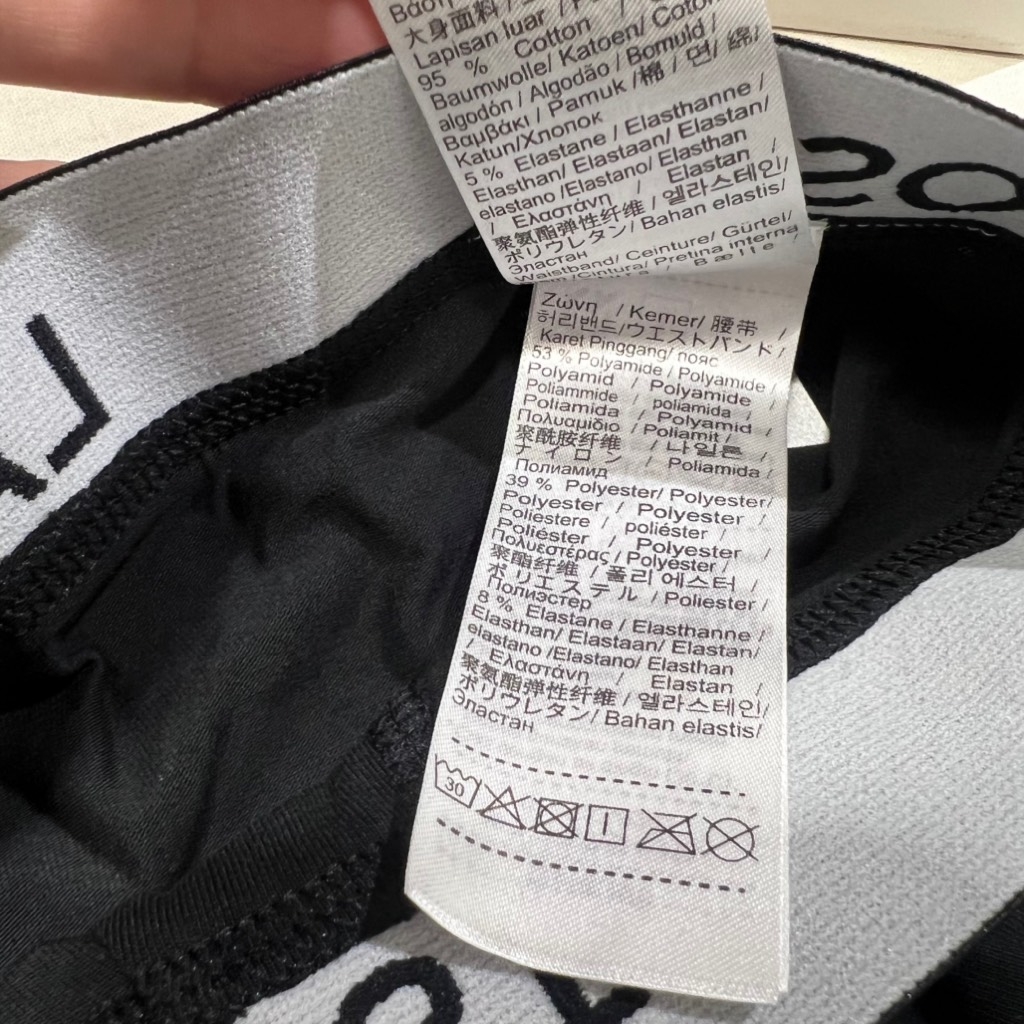 大身面料 /
Lapisan luar /
95 % Cotton
Baumwolle/ Katoen/ Coton
algodón / Algodão / Bomuld /
Βαμβάκι / Pamuk /棉 / 면/ 綿/
Katun/Хлопок
5 % Elastane / Elasthanne /
Elasthan/ Elastaan/ Elastan/
elastano /Elastano/ Elasthan
/ Ελαστάνη / Elastan /
聚氨酯弹性纤维 / 엘라스테인/
ポリウレタン/ Bahan elastis/
Эластан
Waistband/ Ceinture/ Gürtel/
/Cintura/ Pretina interna
Bælte
Ζώνη / Kemer/ 腰带 /
허리밴드/ウエストバンド/
Karet Pinggang/ пояс
53 % Polyamide / Polyamide /
Polyamid / Polyamide /
Poliammide / poliamida /
Poliamida / Polyamid /
Πολυαμίδιο / Poliamit /
聚酰胺纤维 / 나일론 /
ナイロン / Poliamida /
Полиамид
39 % Polyester/ Polyester/
Polyester / Polyester /
Poliestere / poliéster /
Poliéster / Polyester /
Πολυεστέρας / Polyester /
聚酯纤维 / 폴리에스터 /
ポリエステル / Poliester /
Полиэстер
8 % Elastane / Elasthanne /
Elasthan/ Elastaan/ Elastan/
elastano /Elastano/ Elasthan
/ Ελαστάνη / Elastan /
聚氨酯弹性纤维 / 엘라스테인/
ポリウレタン/ Bahan elastis/
Эластан
30